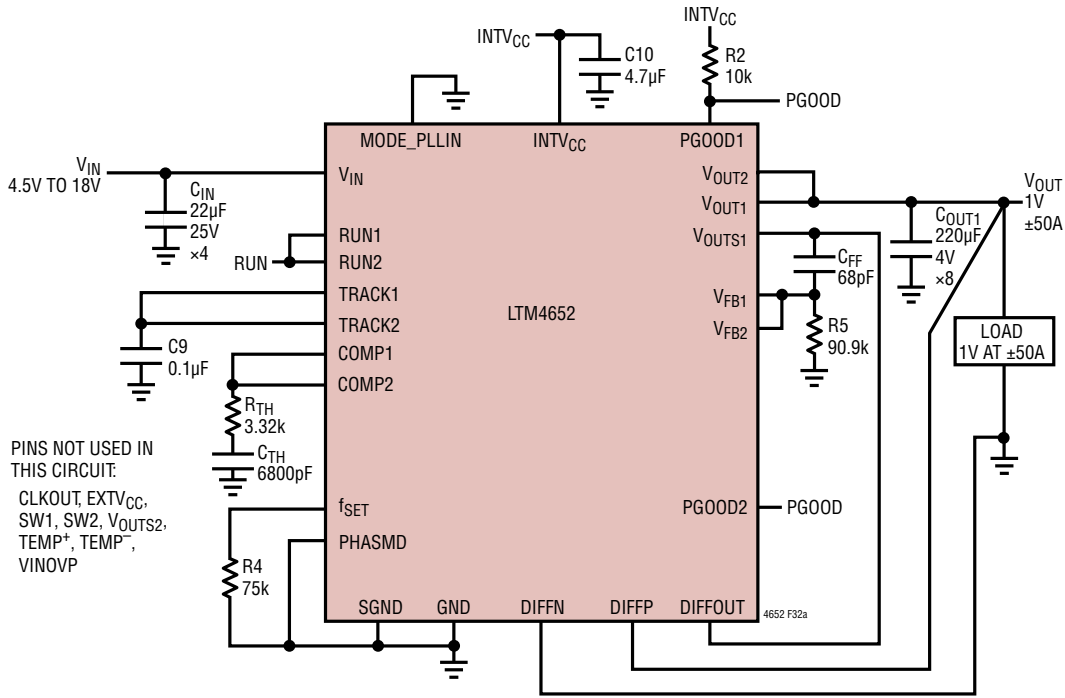 INTVCC
INTVCC
C10
4.7µF
R2
10k
PGOOD
MODE_PLLIN
INTVCC
PGOOD1
VIN
4.5V TO 18V
CIN
22µF
25V
×4
VIN
VOUT2
VOUT1
VOUT
1V
±50A
COUT1
220µF
4V
×8
RUN
RUN1
RUN2
VOUTS1
CFF
68pF
TRACK1
TRACK2
LTM4652
VFB1
VFB2
R5
90.9k
LOAD
1V AT ±50A
C9
0.1µF
COMP1
COMP2
RTH
3.32k
CTH
6800pF
PINS NOT USED IN
THIS CIRCUIT:
CLKOUT, EXTVCC,
SW1, SW2, VOUTS2,
TEMP+, TEMP–,
VINOVP
fSET
PHASMD
PGOOD2
PGOOD
R4
75k
SGND
GND
DIFFN
DIFFP
DIFFOUT
4652 F32a